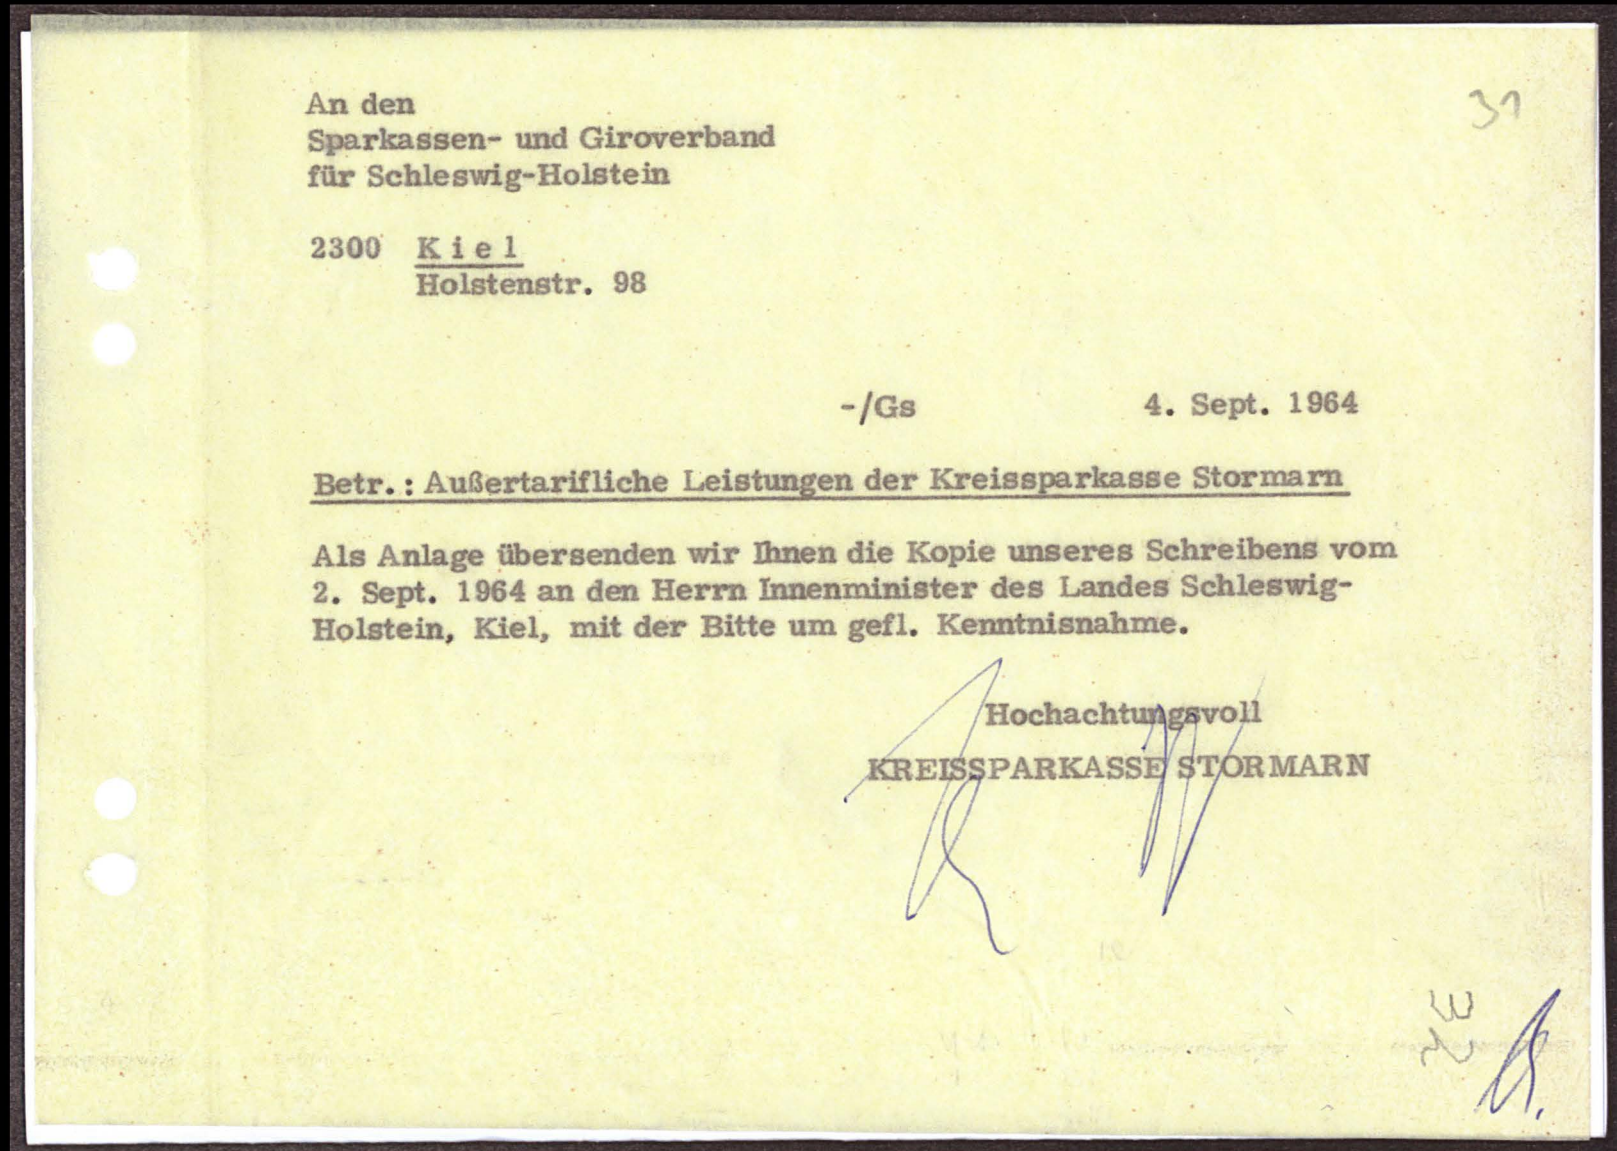 31
An den
Sparkassen- und Giroverband
für Schleswig-Holstein
2300 Kiel
Holstenstr. 98
-/Gs 4. Sept. 1964
Betr.: Außertarifliche Leistungen der Kreissparkasse Stormarn
Als Anlage übersenden wir Ihnen die Kopie unseres Schreibens vom
2. Sept. 1964 an den Herrn Innenminister des Landes Schleswig-
Holstein, Kiel, mit der Bitte um gefl. Kenntnisnahme.
Hochachtungsvoll
KREISSPARKASSE STORMARN